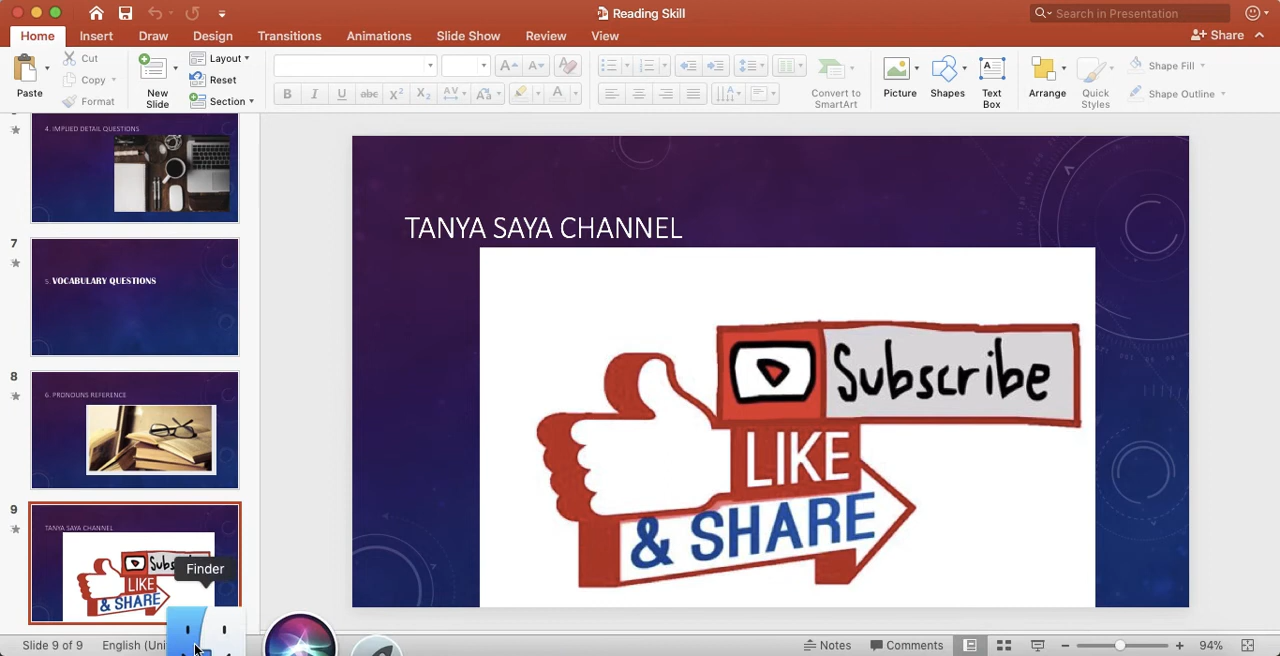 Reading Skill
Search in Presentation
Home Insert Draw Design Transitions Animations Slide Show Review View
Share
Paste
Cut
Copy
Format
New
Slide
Layout
Reset
Section
Convert to
SmartArt
Picture
Shapes
Text
Box
Arrange
Quick
Styles
Shape Fill
Shape Outline
4. IMPLIED DETAIL QUESTIONS
7
5. VOCABULARY QUESTIONS
8
6. PRONOUNS REFERENCE
9
TANYA SAYA CHANNEL
LIKE
& SHARE
Finder
TANYA SAYA CHANNEL
Subscribe
LIKE
& SHARE
Slide 9 of 9
English
Notes
Comments
94%